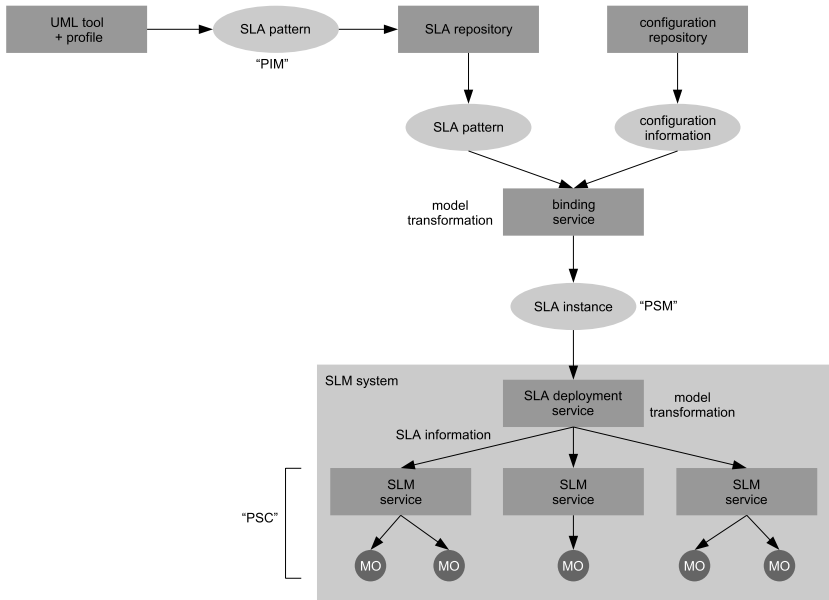 UML tool
+ profile
SLA pattern
“PIM”
SLA repository
configuration
repository
SLA pattern
configuration
information
model
transformation
binding
service
SLA instance
“PSM”
SLM system
SLA deployment
service
model
transformation
SLA information
“PSC”
SLM
service
SLM
service
SLM
service
MO
MO
MO
MO
MO